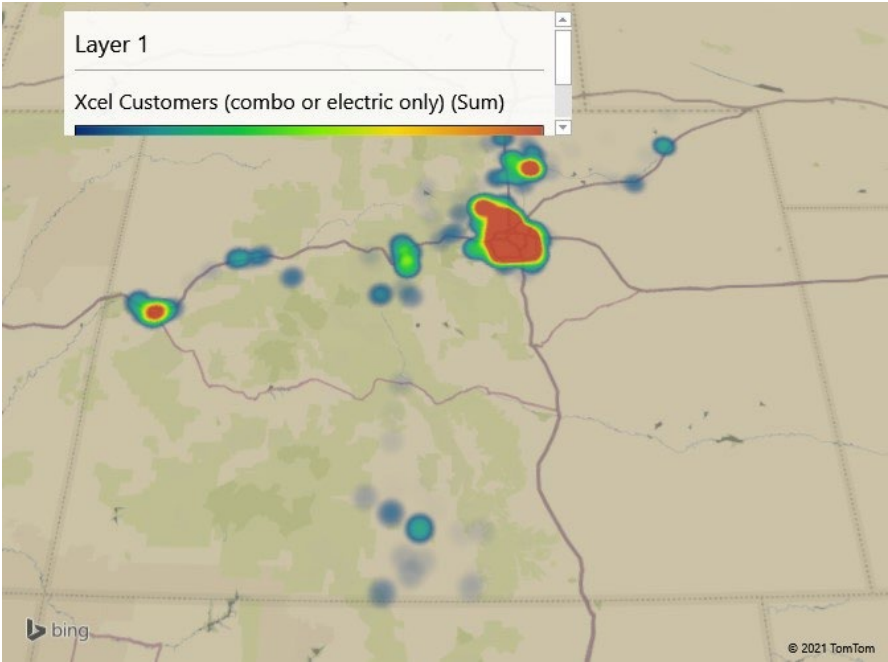 Layer 1
Xcel Customers (combo or electric only) (Sum)
bing
© 2021 TomTom